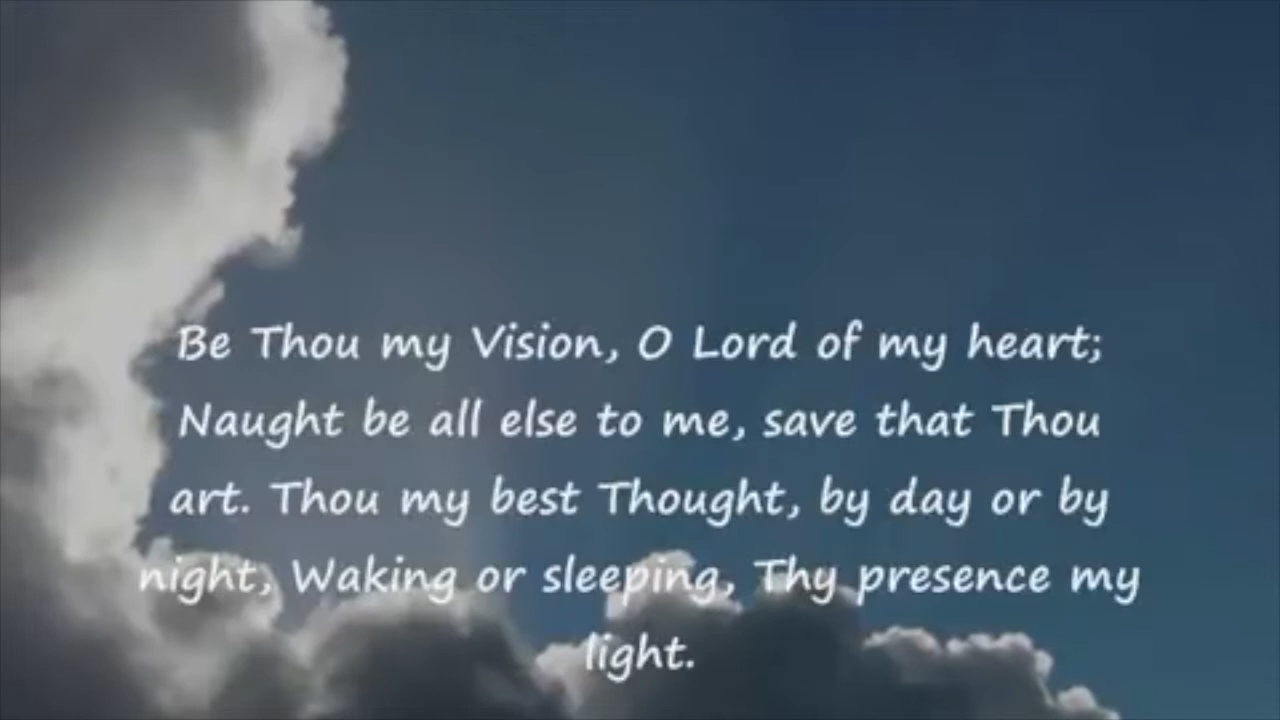 Be Thou my Vision, O Lord of my heart;
Naught be all else to me, save that Thou
art. Thou my best Thought, by day or by
night, Waking or sleeping, Thy presence my
light.